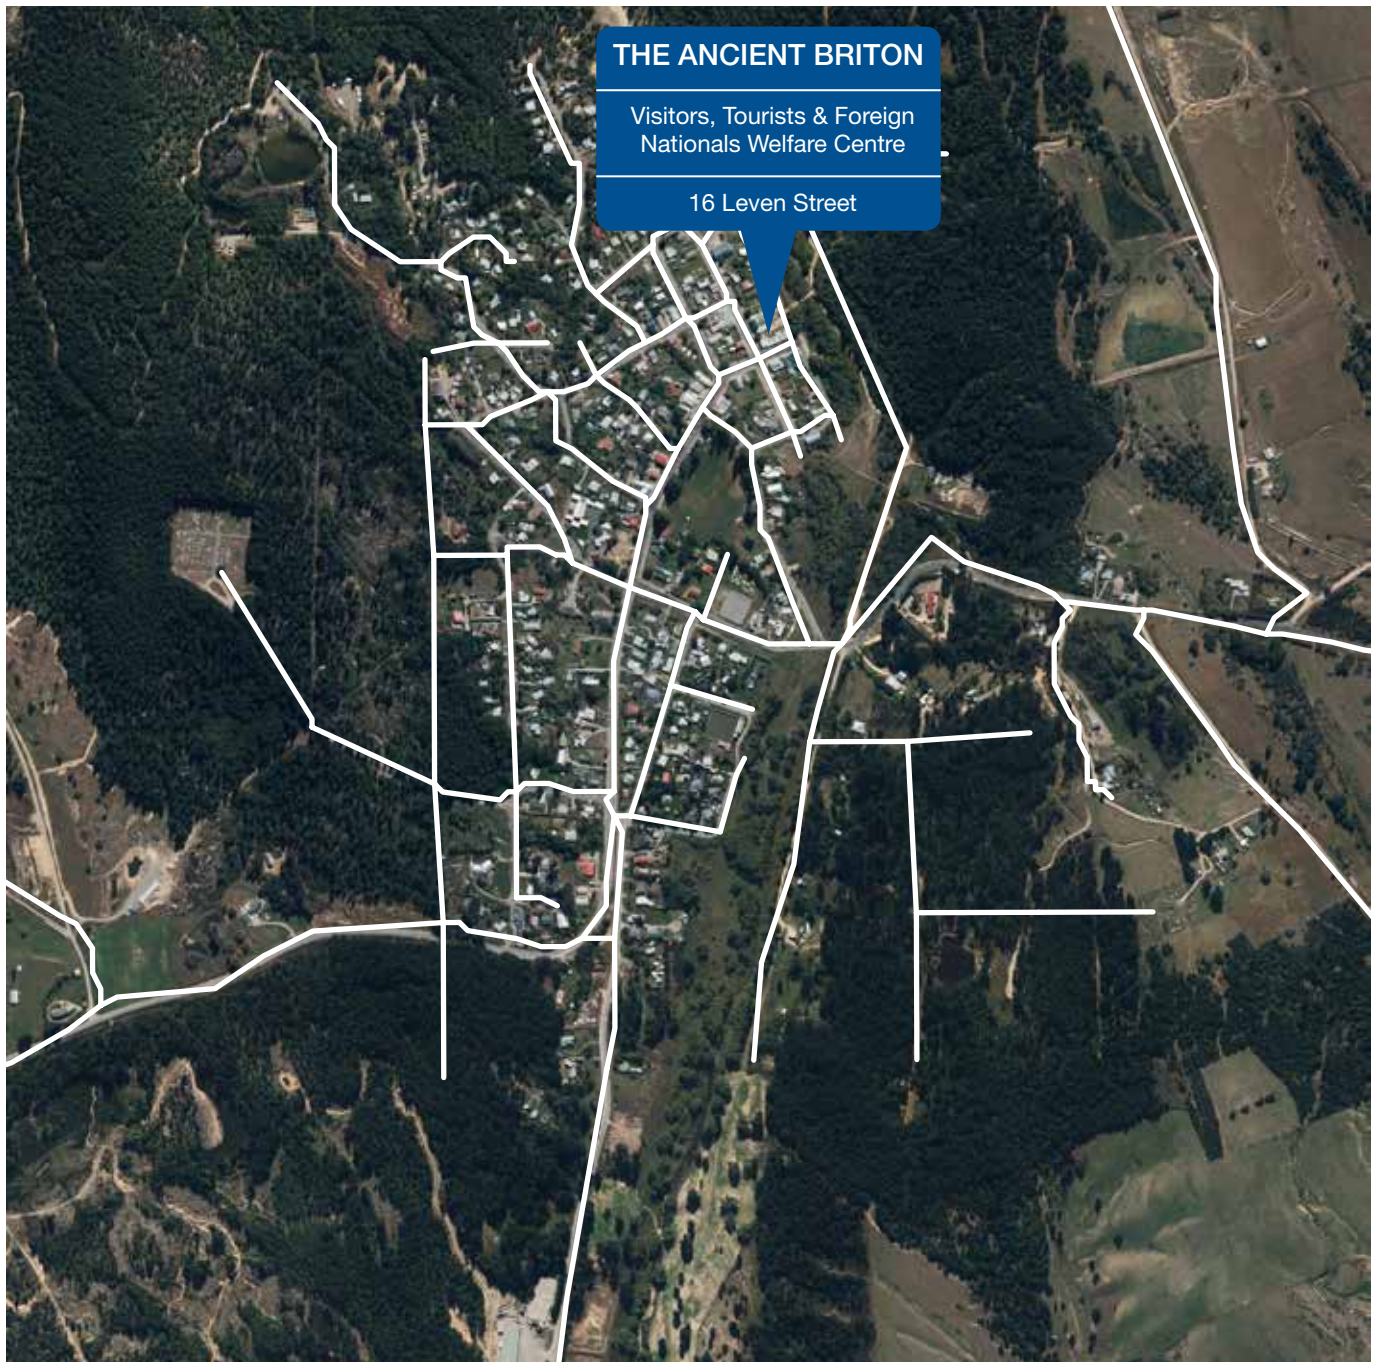 THE ANCIENT BRITON
Visitors, Tourists & Foreign
Nationals Welfare Centre
16 Leven Street